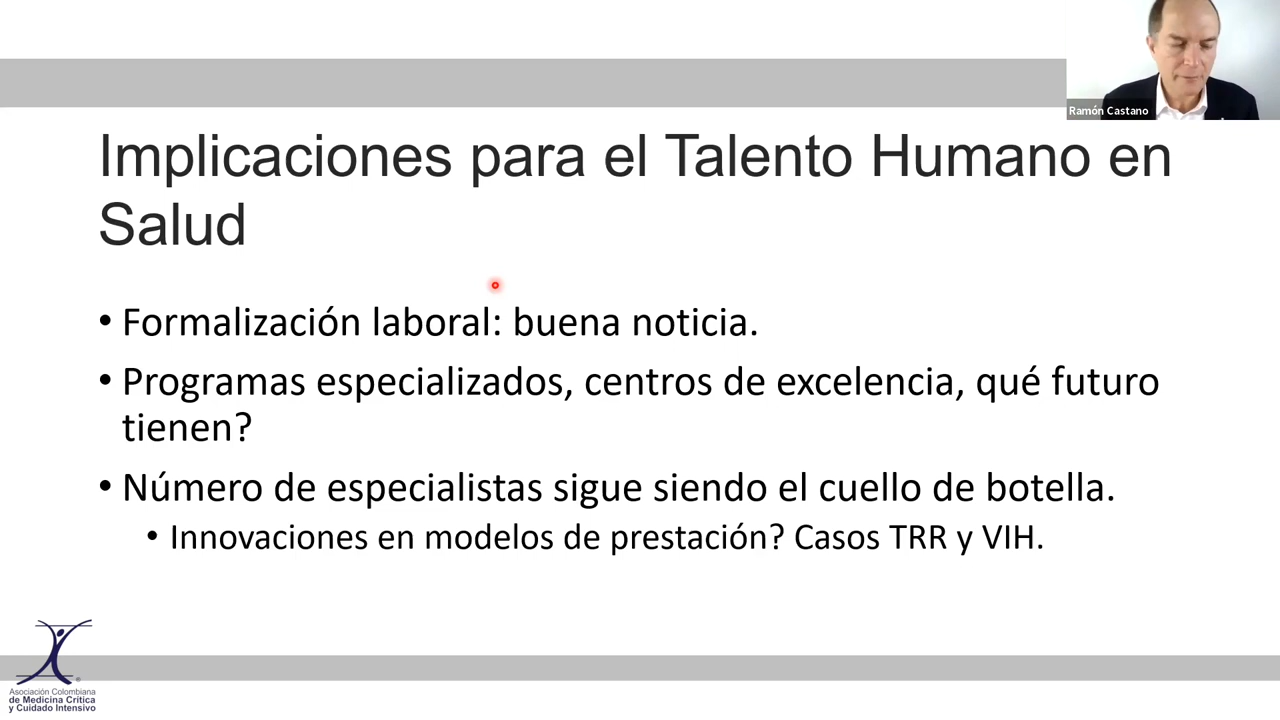 Ramón Castano
Implicaciones para el Talento Humano en
Salud
• Formalización laboral: buena noticia.
• Programas especializados, centros de excelencia, qué futuro
tienen?
• Número de especialistas sigue siendo el cuello de botella.
• Innovaciones en modelos de prestación? Casos TRR y VIH.
Asociación Colombiana
de Medicina Crítica
y Cuidado Intensivo